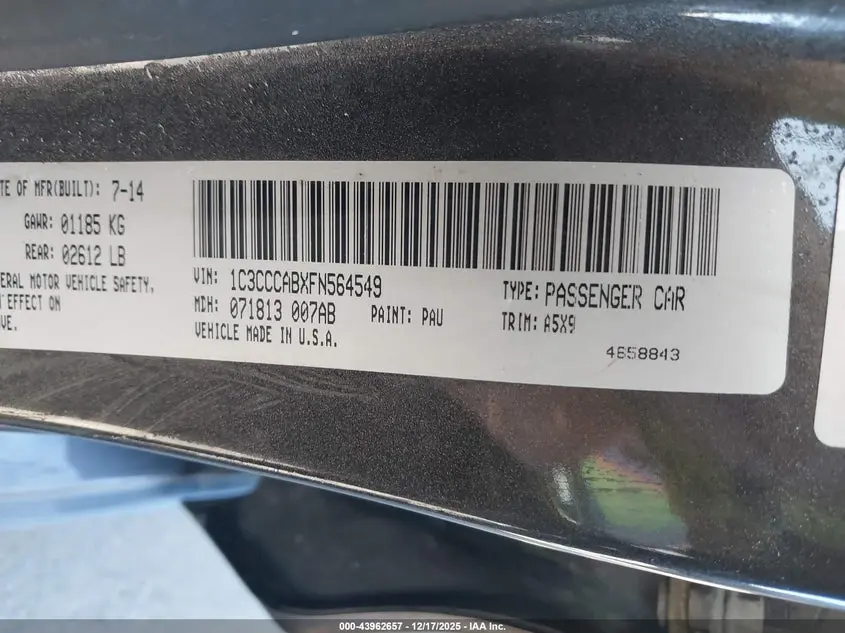 TE OF MFR(BUILT): 7-14
GAWR: 01185 KG
REAR: 02612 LB
ERAL MOTOR VEHICLE SAFETY,
EFFECT ON
VE.
VIN: 1C3CCCABXFN564549
MDH: 071813 007AB
PAINT: PAU
VEHICLE MADE IN U.S.A.
TYPE: PASSENGER CAR
TRIM: A5X9
4658843
000-43962657 - 12/17/2025 - IAA Inc.